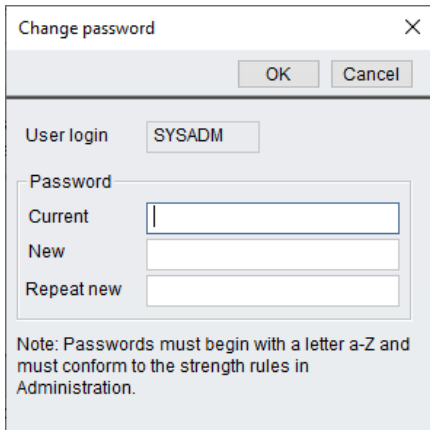 Change password
OK Cancel
User login SYSADM
Password
Current
New
Repeat new
Note: Passwords must begin with a letter a-Z and
must conform to the strength rules in
Administration.